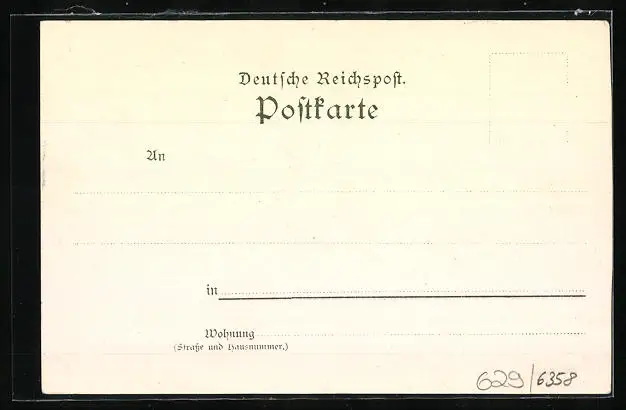 Deutſche Reichspoſt.
Poſtkarte
An
in
Wohnung
(Straße und Hausnummer.)
629/6358